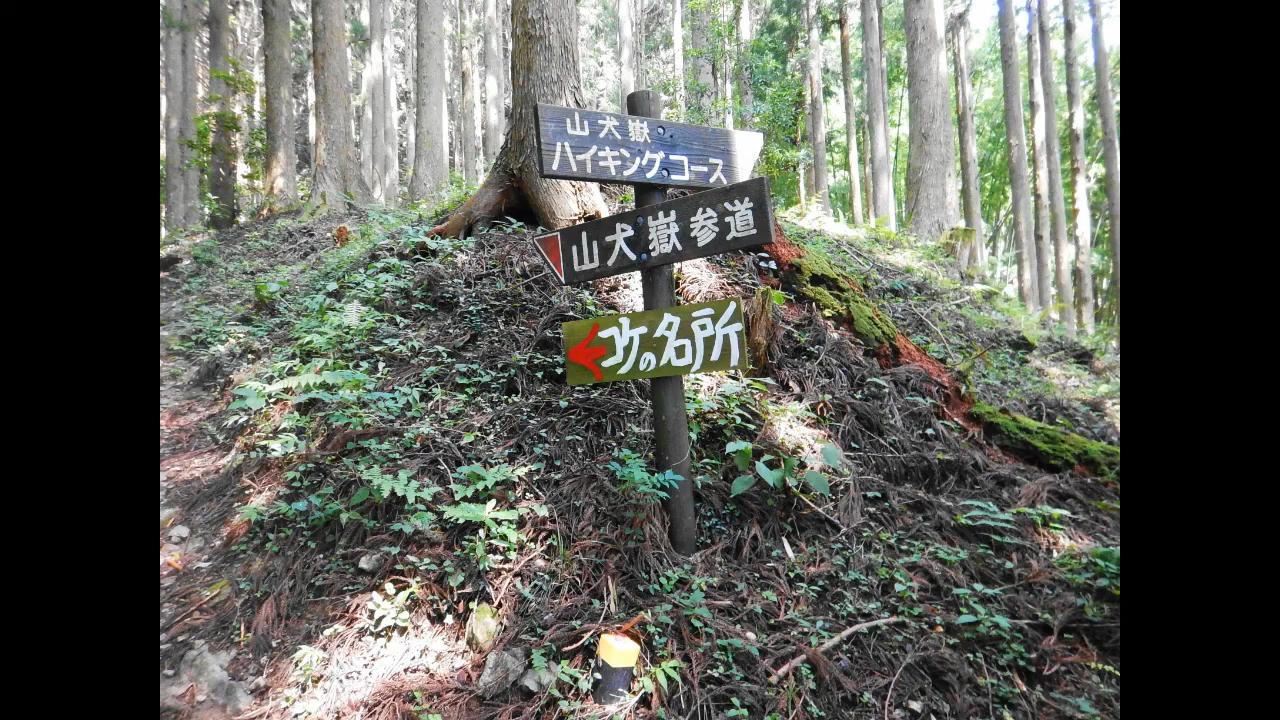 山犬嶽
ハイキングコース
山犬嶽参道
コケの名所